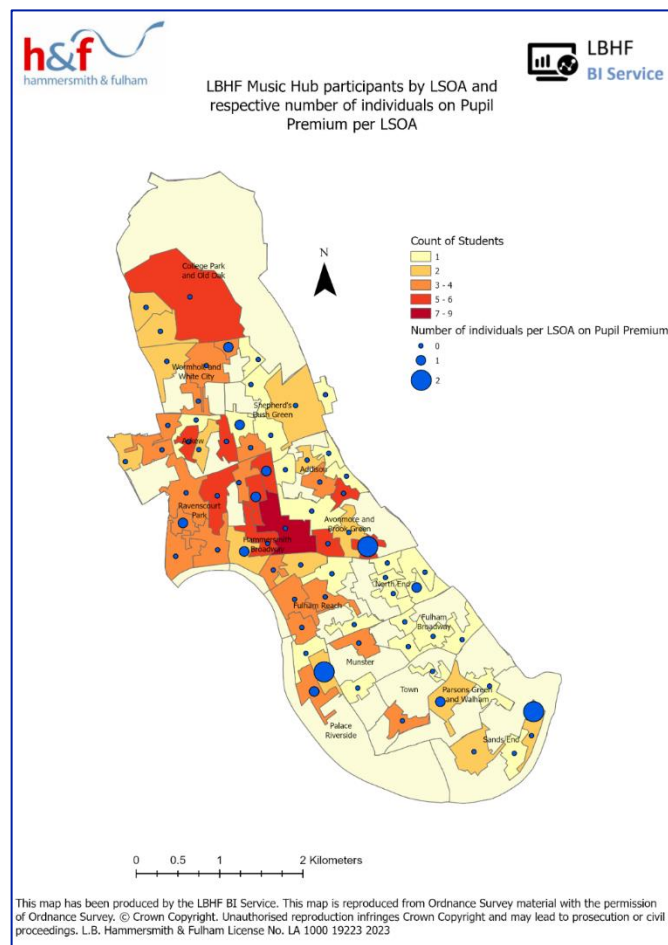 h&f
hammersmith & fulham
LBHF
BI Service
LBHF Music Hub participants by LSOA and
respective number of individuals on Pupil
Premium per LSOA
N
Count of Students
1
2
3 - 4
5 - 6
7 - 9
Number of individuals per LSOA on Pupil Premium
0
1
2
College Park
and Old Oak
Wormholt and
White City
Shepherd's
Bush Green
Askew
Addison
Ravenscourt
Park
Avonmore and
Brook Green
Hammersmith
Broadway
North End
Fulham Reach
Fulham
Broadway
Munster
Town
Parsons Green
and Walham
Palace
Riverside
Sands End
0 0.5 1 2 Kilometers
This map has been produced by the LBHF BI Service. This map is reproduced from Ordnance Survey material with the permission
of Ordnance Survey. © Crown Copyright. Unauthorised reproduction infringes Crown Copyright and may lead to prosecution or civil
proceedings. L.B. Hammersmith & Fulham License No. LA 1000 19223 2023